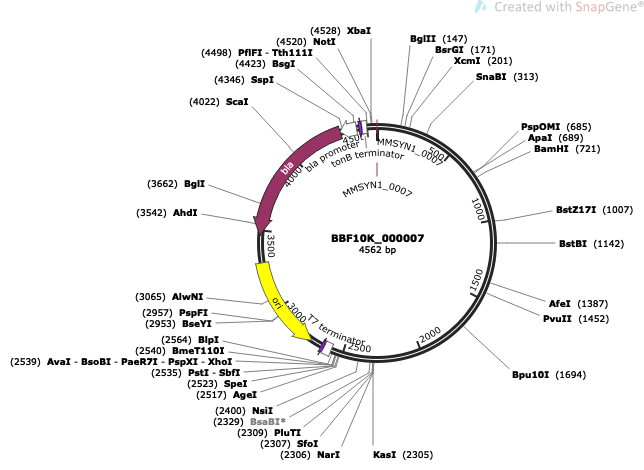 Created with SnapGene®
(4528) XbaI
(4520) NotI
(4498) PflFI - Tth111I
(4423) BsgI
(4346) SspI
(4022) ScaI
(3662) BglI
(3542) AhdI
(3065) AlwNI
(2957) PspFI
(2953) BseYI
(2564) BlpI
(2540) BmeT110I
(2539) AvaI - BsoBI - PaeR7I - PspXI - XhoI
(2535) PstI - SbfI
(2523) SpeI
(2517) AgeI
(2400) NsiI
(2329) BsaBI*
(2309) PluTI
(2307) SfoI
(2306) NarI
KasI (2305)
BglII (147)
BsrGI (171)
XcmI (201)
SnaBI (313)
PspOMI (685)
ApaI (689)
BamHI (721)
BstZ17I (1007)
BstBI (1142)
AfeI (1387)
PvuII (1452)
Bpu10I (1694)
bla
bla promoter
tonB terminator
MMSYN1_0007
MMSYN1_0007
BBF10K_000007
4562 bp
ori
T7 terminator
500
1000
1500
2000
2500
3000
3500
4000